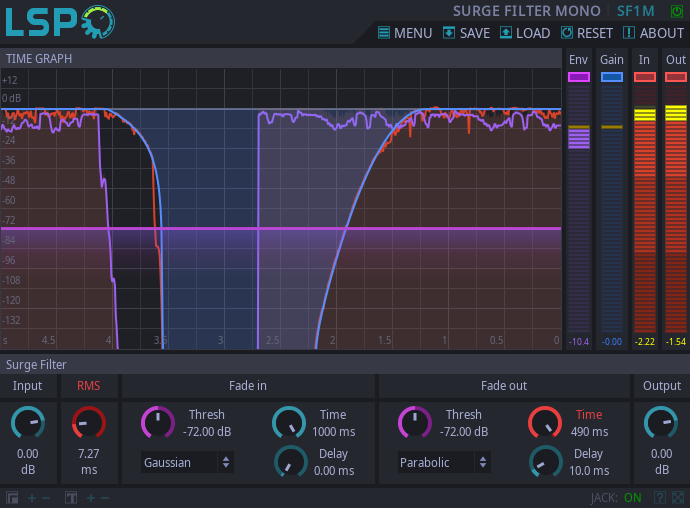 LSP
SURGE FILTER MONO SF1M
MENU SAVE LOAD RESET ABOUT
TIME GRAPH
Env Gain In Out
+12
0 dB
-24
-36
-48
-60
-72
-84
-96
-108
-120
-132
s 4.5 4 3.5 3 2.5 2 1.5 1 0.5 0
-10.4 -0.00 -2.22 -1.54
Surge Filter
Input RMS Fade in Fade out Output
Thresh Time Thresh Time
-72.00 dB 1000 ms -72.00 dB 490 ms
0.00 7.27 Gaussian Delay Parabolic Delay 0.00
dB ms 0.00 ms 10.0 ms dB
JACK: ON